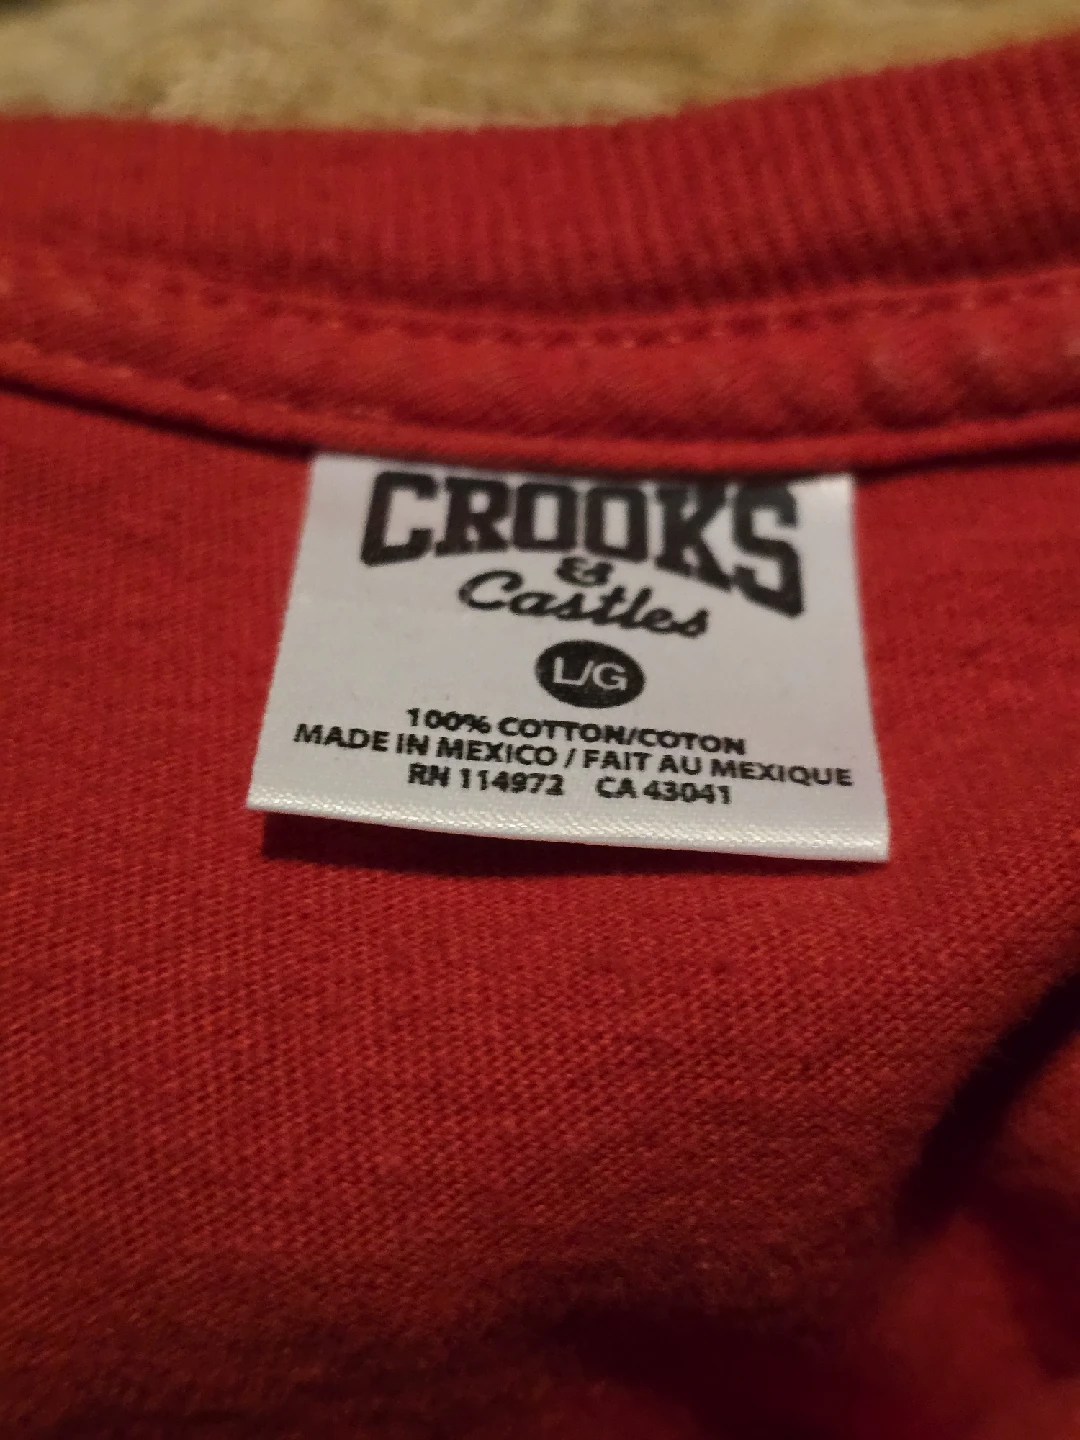 CROOKS
&
Castles
L/G
100% COTTON/COTON
MADE IN MEXICO / FAIT AU MEXIQUE
RN 114972 CA 43041